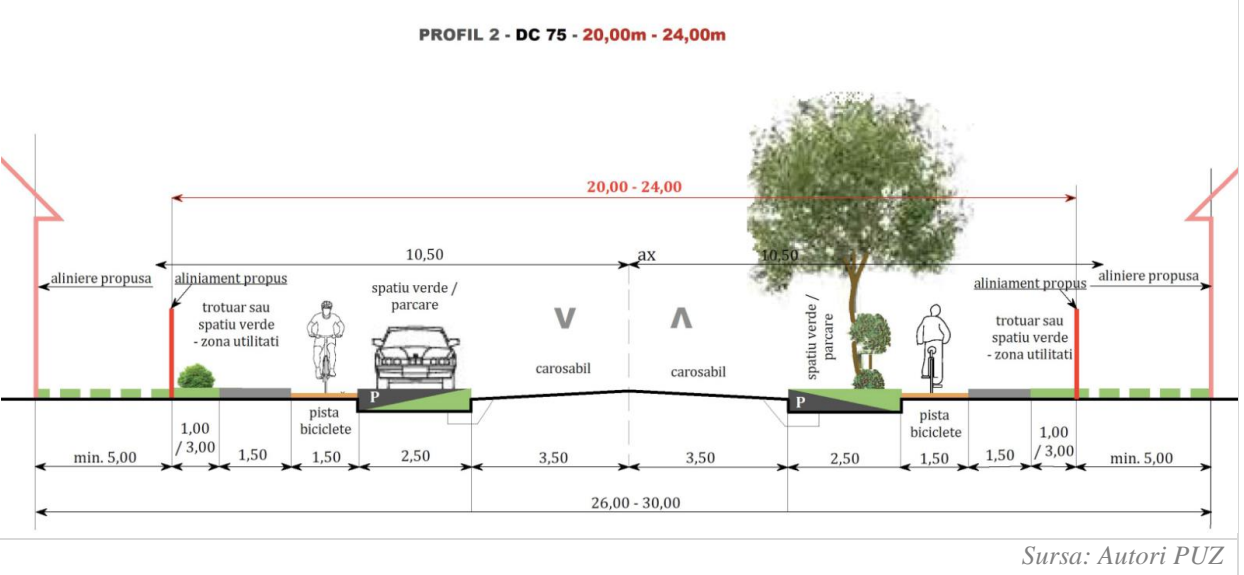 PROFIL 2 - DC 75 - 20,00m - 24,00m
20,00 - 24,00
10,50
ax
10,50
aliniere propusa
aliniament propus
aliniament propus
aliniere propusa
trotuar sau
spatiu verde
- zona utilitati
spatiu verde /
parcare
V
Λ
carosabil
carosabil
spatiu verde /
parcare
trotuar sau
spatiu verde
- zona utilitati
P
P
pista
biciclete
pista
biciclete
min. 5,00
1,00
/ 3,00
1,50
1,50
2,50
3,50
3,50
2,50
1,50
1,50
1,00
/ 3,00
min. 5,00
26,00 - 30,00
Sursa: Autori PUZ